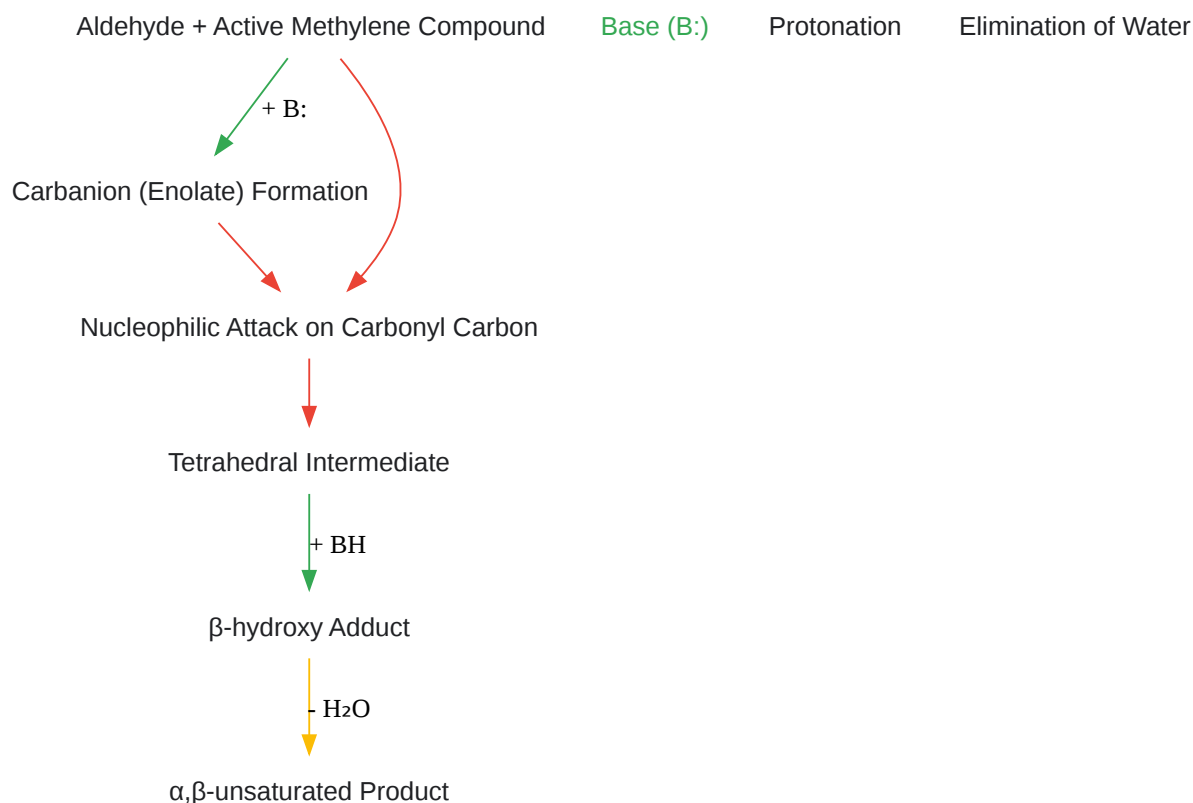 Aldehyde + Active Methylene Compound
Base (B:)
Protonation
Elimination of Water
+ B:
Carbanion (Enolate) Formation
Nucleophilic Attack on Carbonyl Carbon
Tetrahedral Intermediate
+ BH
β-hydroxy Adduct
- H₂O
α,β-unsaturated Product